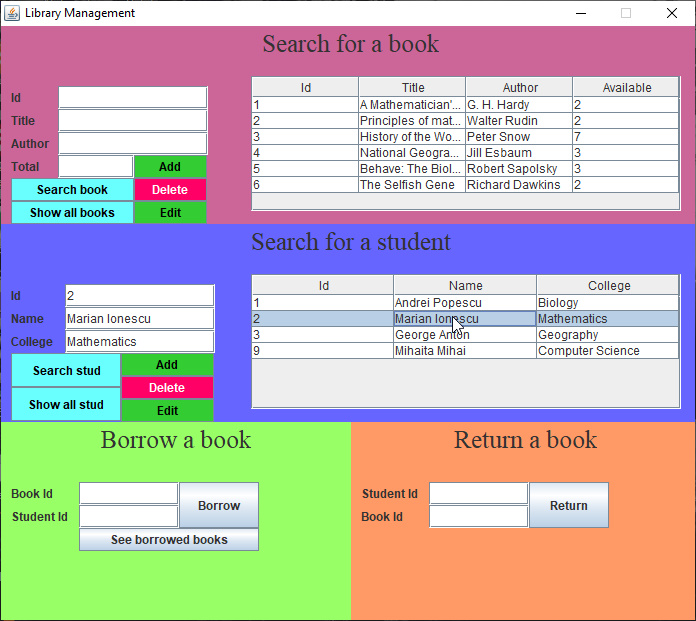 Library Management
Search for a book
Id
Title
Author
Total
Add
Search book
Delete
Show all books
Edit
Id Title Author Available
1 A Mathematician'... G. H. Hardy 2
2 Principles of mat... Walter Rudin 2
3 History of the Wo... Peter Snow 7
4 National Geogra... Jill Esbaum 3
5 Behave: The Biol... Robert Sapolsky 3
6 The Selfish Gene Richard Dawkins 2
Search for a student
Id 2
Name Marian Ionescu
College Mathematics
Search stud
Add
Delete
Show all stud
Edit
Id Name College
1 Andrei Popescu Biology
2 Marian Ionescu Mathematics
3 George Anton Geography
9 Mihaita Mihai Computer Science
Borrow a book
Book Id
Student Id
Borrow
See borrowed books
Return a book
Student Id
Book Id
Return